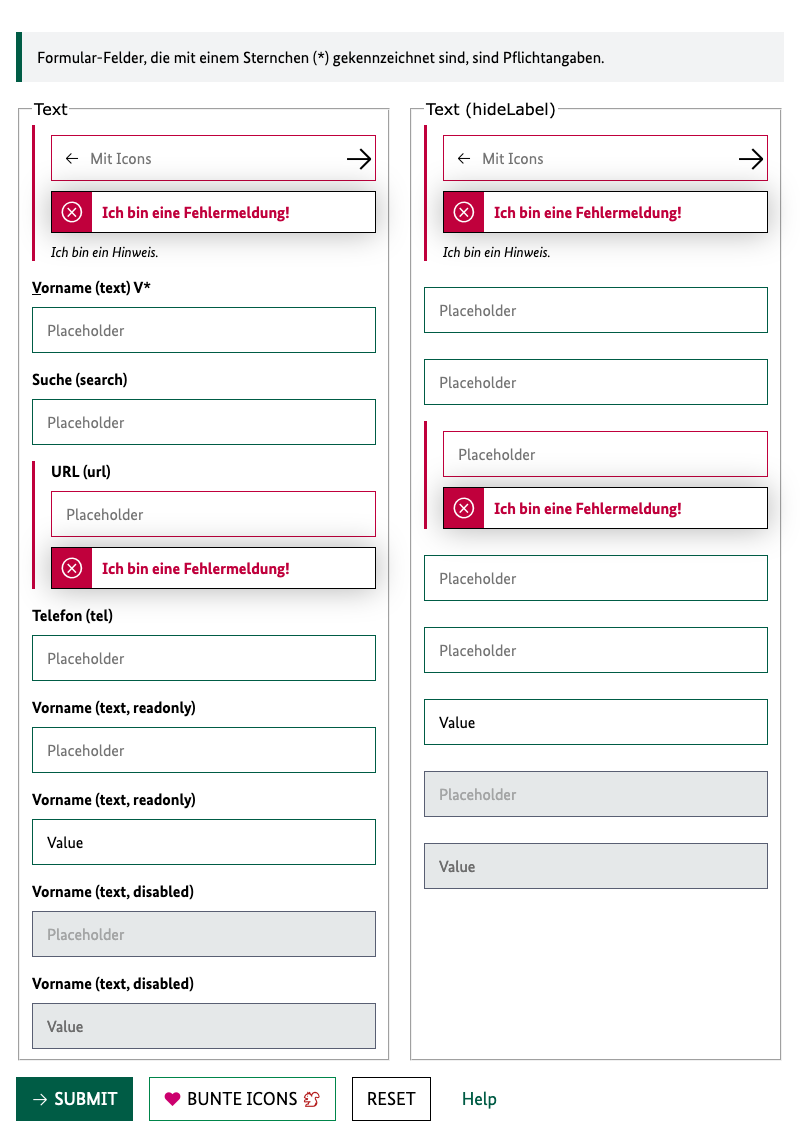 Formular-Felder, die mit einem Sternchen (*) gekennzeichnet sind, sind Pflichtangaben.
Text
Mit Icons
Ich bin eine Fehlermeldung!
Ich bin ein Hinweis.
Vorname (text) V*
Placeholder
Suche (search)
Placeholder
URL (url)
Placeholder
Ich bin eine Fehlermeldung!
Telefon (tel)
Placeholder
Vorname (text, readonly)
Placeholder
Vorname (text, readonly)
Value
Vorname (text, disabled)
Placeholder
Vorname (text, disabled)
Value
Text (hideLabel)
Mit Icons
Ich bin eine Fehlermeldung!
Ich bin ein Hinweis.
Placeholder
Placeholder
Placeholder
Ich bin eine Fehlermeldung!
Placeholder
Placeholder
Value
Placeholder
Value
SUBMIT
BUNTE ICONS
RESET
Help